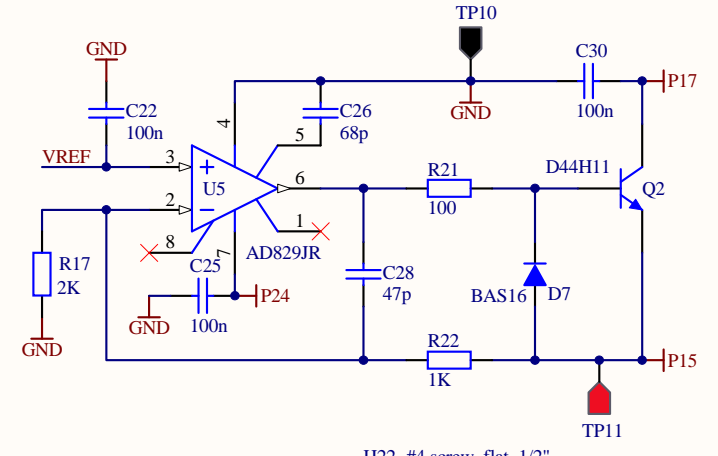 TP10
GND
C30
P17
C22
100n
4
C26
68p
GND
100n
5
VREF
3
+
6
R21
D44H11
U5
Q2
2
−
100
1
8
7
AD829JR
R17
2K
C25
P24
C28
47p
BAS16
D7
GND
100n
GND
R22
1K
P15
TP11